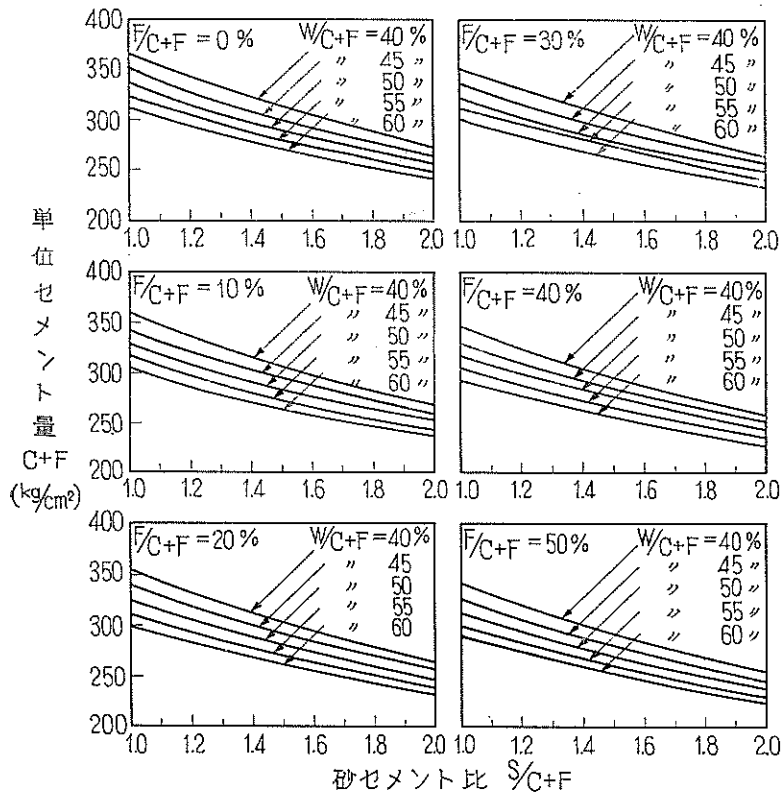 単位セメント量
C+F
(kg/cm²)
F/C+F = 0 %
W/C+F = 40 %
〃 45 〃
〃 50 〃
〃 55 〃
〃 60 〃
400
350
300
250
200
1.0 1.2 1.4 1.6 1.8 2.0
F/C+F = 30 %
W/C+F = 40 %
〃 45 〃
〃 50 〃
〃 55 〃
〃 60 〃
1.0 1.2 1.4 1.6 1.8 2.0
F/C+F = 10 %
W/C+F = 40 %
〃 45 〃
〃 50 〃
〃 55 〃
〃 60 〃
400
350
300
250
200
1.0 1.2 1.4 1.6 1.8 2.0
F/C+F = 40 %
W/C+F = 40 %
〃 45 〃
〃 50 〃
〃 55 〃
〃 60 〃
1.0 1.2 1.4 1.6 1.8 2.0
F/C+F = 20 %
W/C+F = 40 %
〃 45
〃 50
〃 55
〃 60
400
350
300
250
200
1.0 1.2 1.4 1.6 1.8 2.0
F/C+F = 50 %
W/C+F = 40 %
〃 45 〃
〃 50 〃
〃 55 〃
〃 60 〃
1.0 1.2 1.4 1.6 1.8 2.0
砂セメント比 S/C+F